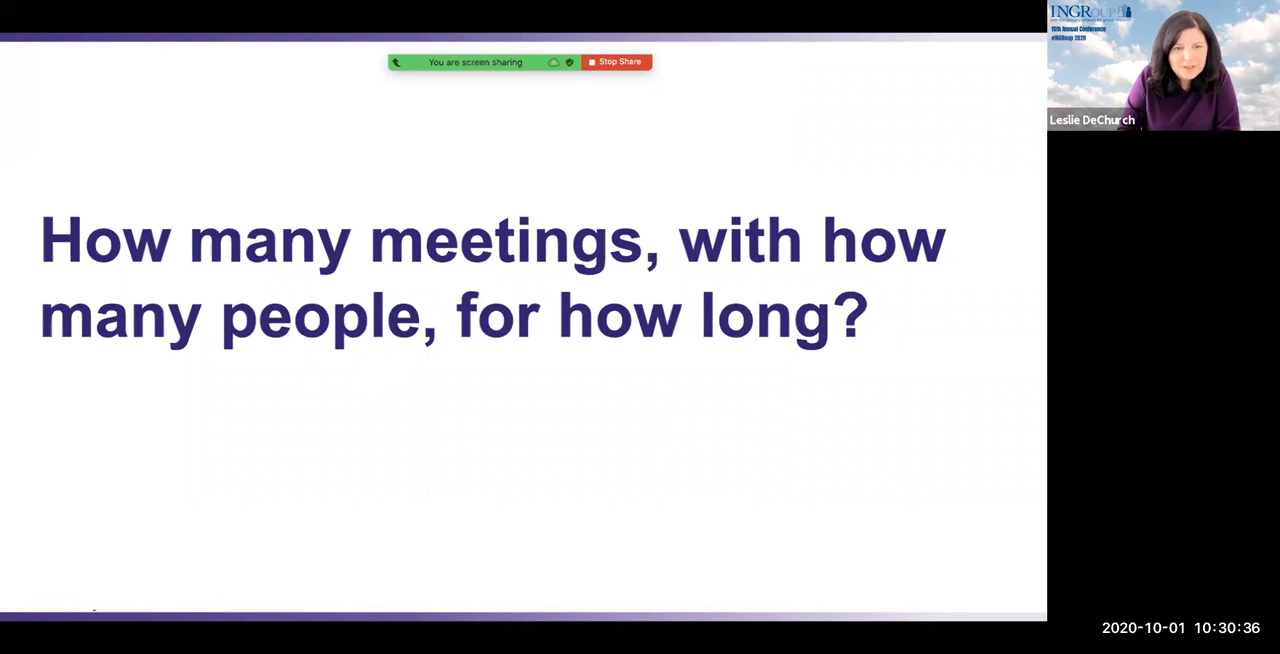 You are screen sharing
Stop Share
How many meetings, with how
many people, for how long?
INGRoup
15th Annual Conference
#INGRoup 2020
Leslie DeChurch
2020-10-01 10:30:36